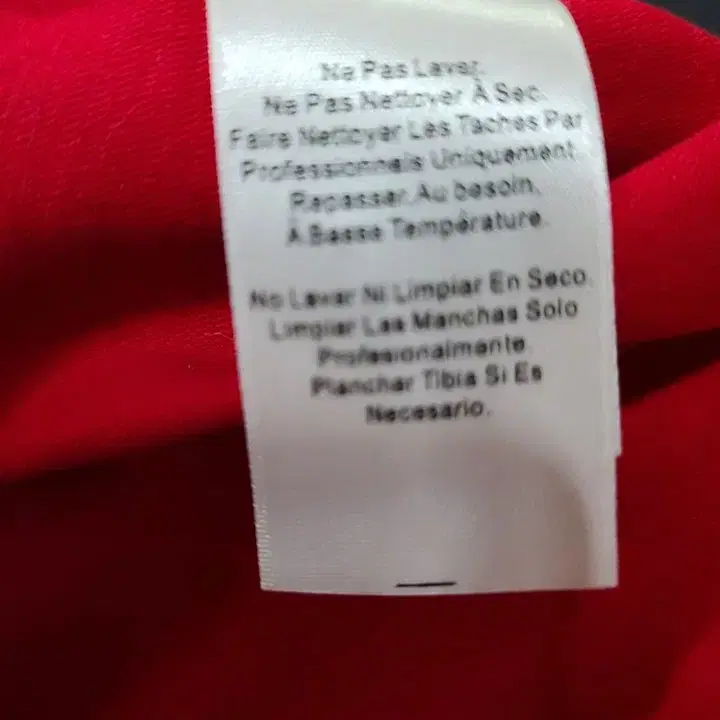 Ne Pas Laver.
Ne Pas Nettoyer À Sec.
Faire Nettoyer Les Taches Par
Professionnels Uniquement.
Repasser Au besoin.
À Basse Température.
No Lavar Ni Limpiar En Seco.
Limpiar Las Manchas Solo
Profesionalmente.
Planchar Tibia Si Es
Necesario.